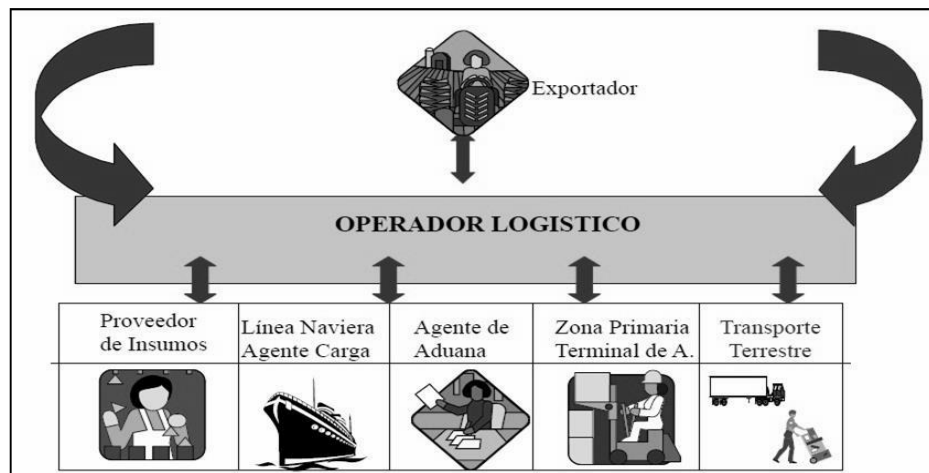 Exportador
OPERADOR LOGISTICO
Proveedor
de Insumos
Línea Naviera
Agente Carga
Agente de
Aduana
Zona Primaria
Terminal de A.
Transporte
Terrestre